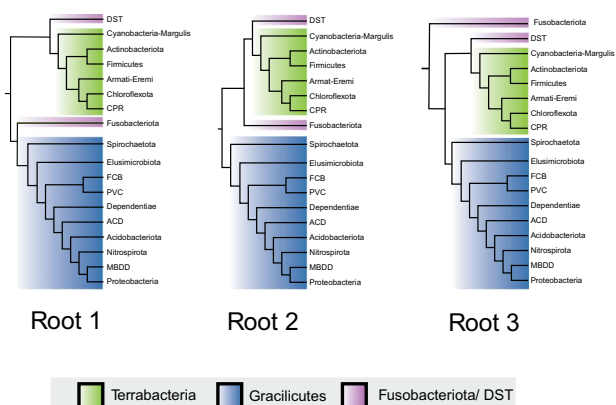 DST
Cyanobacteria-Margulis
Actinobacteriota
Firmicutes
Armati-Eremi
Chloroflexota
CPR
Fusobacteriota
Spirochaetota
Elusimicrobiota
FCB
PVC
Dependentiae
ACD
Acidobacteriota
Nitrospirota
MBDD
Proteobacteria
Root 1
DST
Cyanobacteria-Margulis
Actinobacteriota
Firmicutes
Armat-Eremi
Chloroflexota
CPR
Fusobacteriota
Spirochaetota
Elusimicrobiota
FCB
PVC
Dependentiae
ACD
Acidobacteriota
Nitrospirota
MBDD
Proteobacteria
Root 2
Fusobacteriota
DST
Cyanobacteria-Margulis
Actinobacteriota
Firmicutes
Armati-Eremi
Chloroflexota
CPR
Spirochaetota
Elusimicrobiota
FCB
PVC
Dependentiae
ACD
Acidobacteriota
Nitrospirota
MBDD
Proteobacteria
Root 3
Terrabacteria
Gracilicutes
Fusobacteriota/ DST